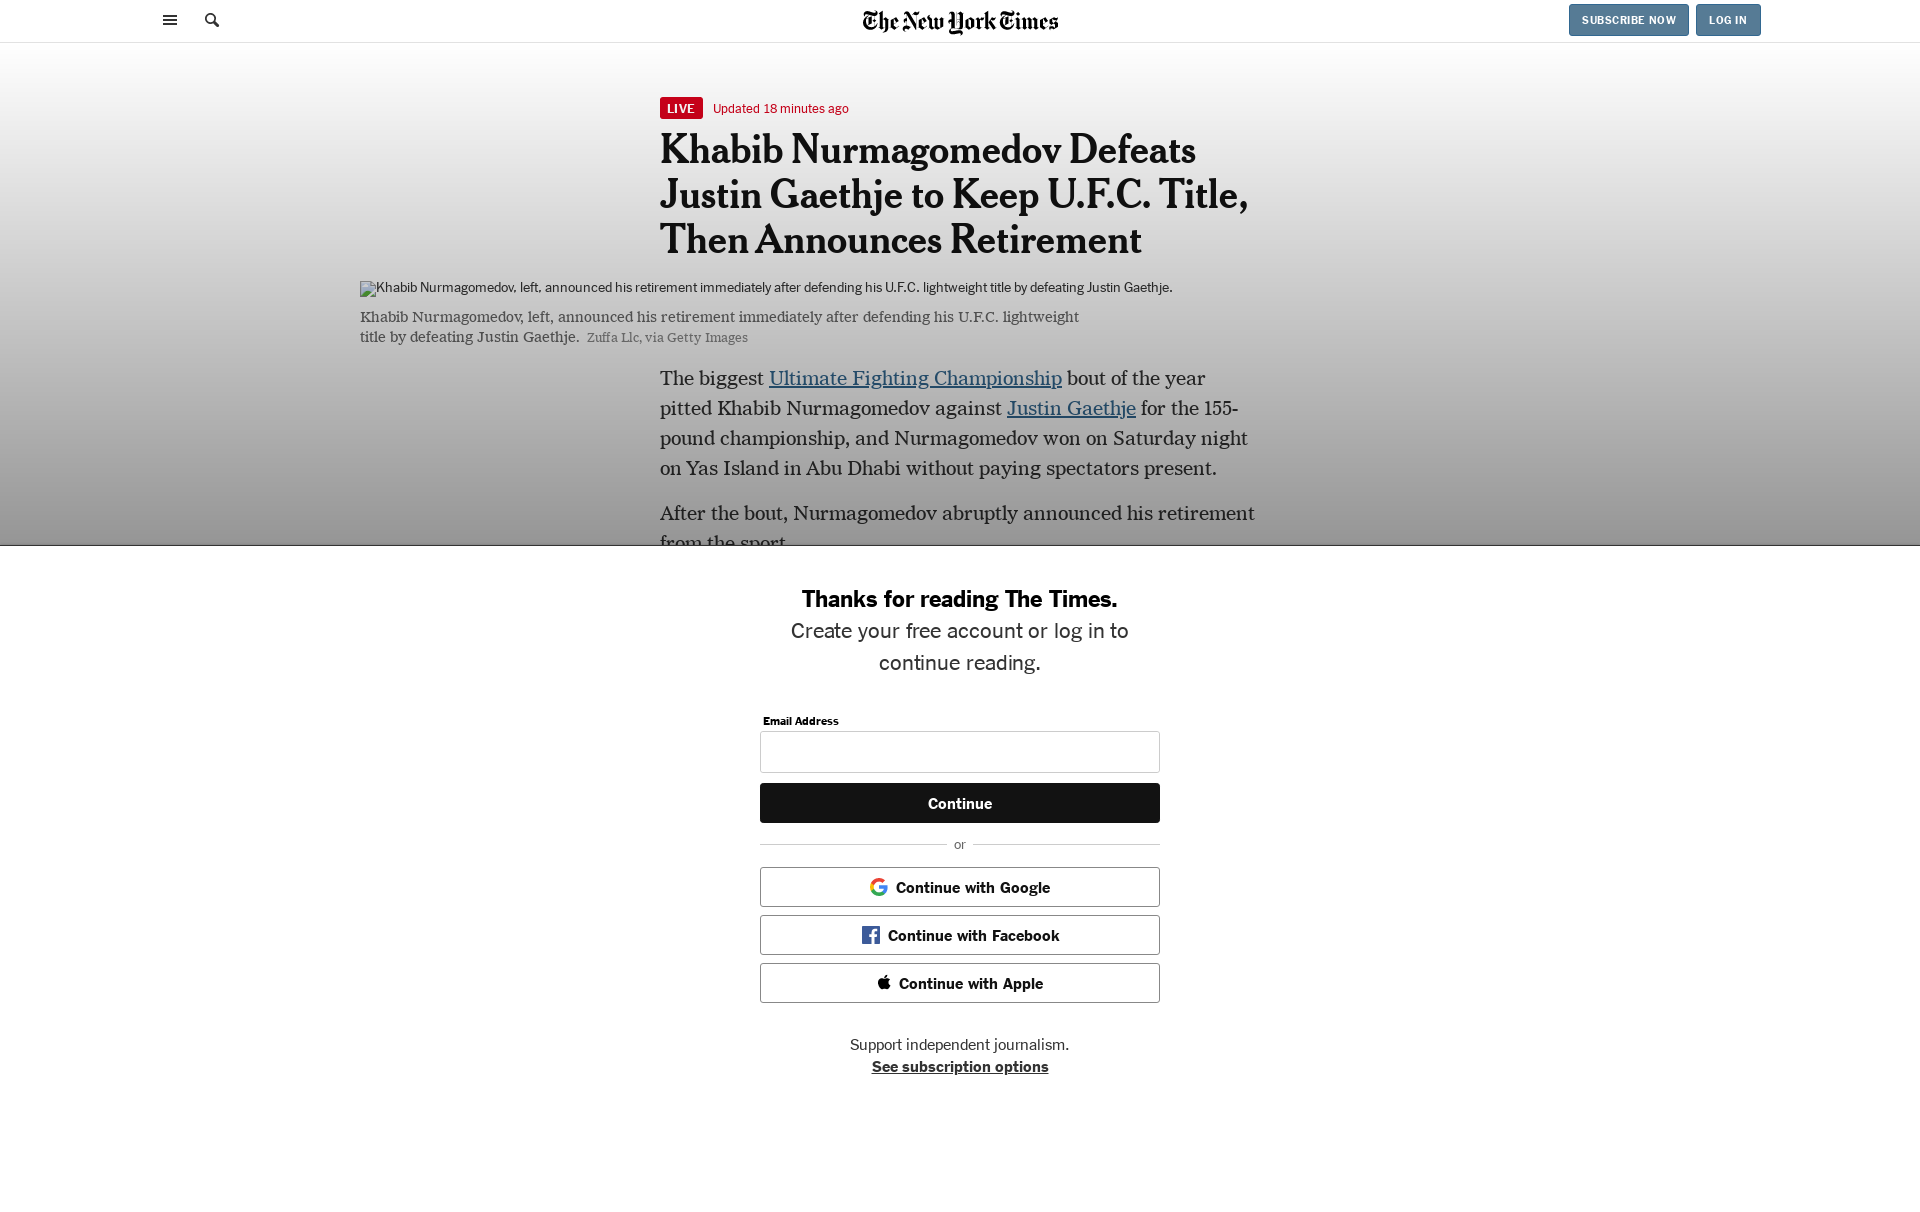 The New York Times
SUBSCRIBE NOW
LOG IN
LIVE
Updated 18 minutes ago
Khabib Nurmagomedov Defeats
Justin Gaethje to Keep U.F.C. Title,
Then Announces Retirement
Khabib Nurmagomedov, left, announced his retirement immediately after defending his U.F.C. lightweight title by defeating Justin Gaethje.
Khabib Nurmagomedov, left, announced his retirement immediately after defending his U.F.C. lightweight
title by defeating Justin Gaethje. Zuffa Llc, via Getty Images
The biggest Ultimate Fighting Championship bout of the year
pitted Khabib Nurmagomedov against Justin Gaethje for the 155-
pound championship, and Nurmagomedov won on Saturday night
on Yas Island in Abu Dhabi without paying spectators present.
After the bout, Nurmagomedov abruptly announced his retirement
from the sport.
Thanks for reading The Times.
Create your free account or log in to
continue reading.
Email Address
Continue
or
Continue with Google
Continue with Facebook
Continue with Apple
Support independent journalism.
See subscription options